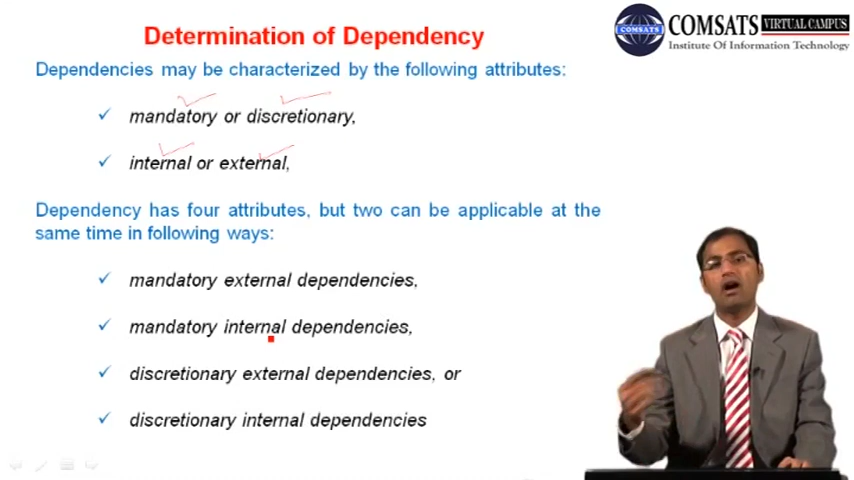 Determination of Dependency
COMSATS
COMSATS VIRTUAL CAMPUS
Institute Of Information Technology
Dependencies may be characterized by the following attributes:
mandatory or discretionary,
internal or external,
Dependency has four attributes, but two can be applicable at the
same time in following ways:
mandatory external dependencies,
mandatory internal dependencies,
discretionary external dependencies, or
discretionary internal dependencies